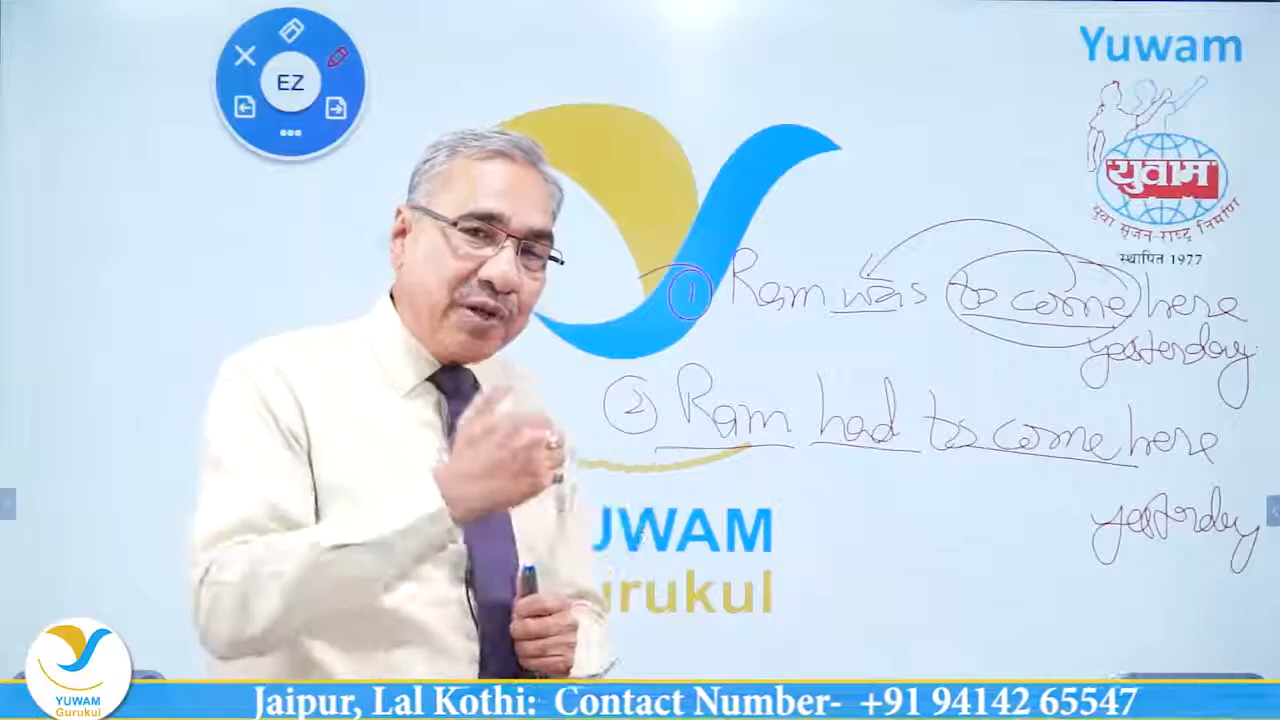 Yuwam
EZ
युवाम
युवा सृजन-राष्ट्र निर्माण
स्थापित 1977
1 Ram was to come here
yesterday
2 Ram had to come here
yesterday
UWAM
urukul
YUWAM
Gurukul
Jaipur, Lal Kothi: Contact Number- +91 94142 65547